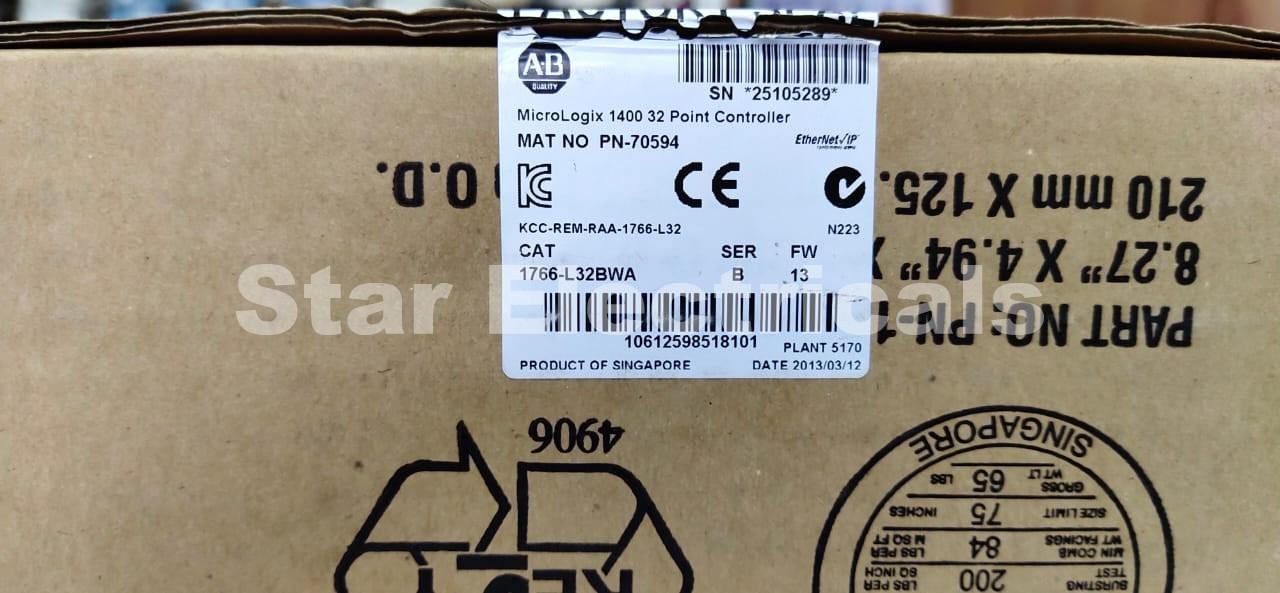 A-B
QUALITY
SN *25105289*
MicroLogix 1400 32 Point Controller
MAT NO PN-70594
EtherNet/IP
KCC-REM-RAA-1766-L32
N223
CAT SER FW
1766-L32BWA B 13
10612598518101
PLANT 5170
PRODUCT OF SINGAPORE DATE 2013/03/12
Star Electricals
PART NO: PN-1
8.27" X 4.94" X
210 mm X 125.
0 O.D.
4906
SINGAPORE
BURSTING TEST 200 LBS PER SQ INCH
MIN COMB WT FACINGS 84 LBS PER M SQ FT
SIZE LIMIT 75 INCHES
GROSS WT LT 65 LBS